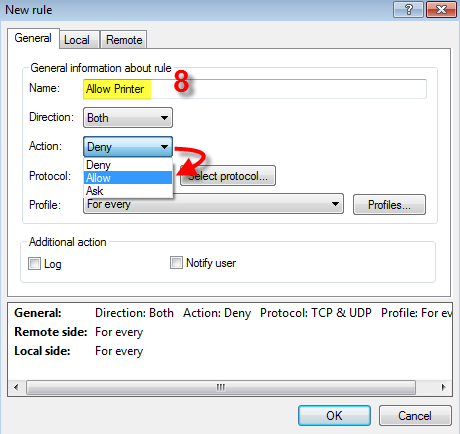 New rule
General Local Remote
General information about rule
Name: Allow Printer 8
Direction: Both
Action: Deny
Deny
Allow
Protocol: Select protocol...
Ask
Profile: For every Profiles...
Additional action
Log Notify user
General: Direction: Both Action: Deny Protocol: TCP & UDP Profile: For ev
Remote side: For every
Local side: For every
OK Cancel